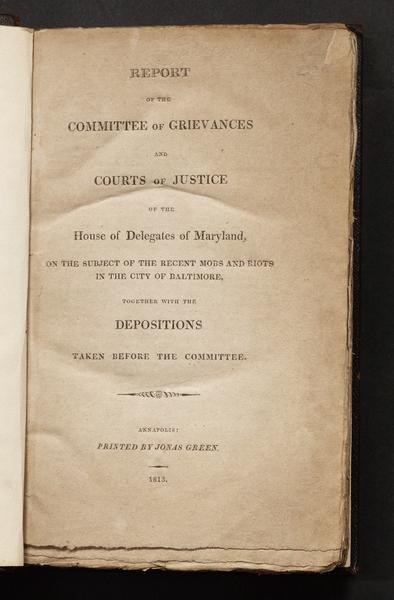 REPORT
OF THE
COMMITTEE OF GRIEVANCES
AND
COURTS OF JUSTICE
OF THE
House of Delegates of Maryland,
ON THE SUBJECT OF THE RECENT MOBS AND RIOTS
IN THE CITY OF BALTIMORE,
TOGETHER WITH THE
DEPOSITIONS
TAKEN BEFORE THE COMMITTEE.
ANNAPOLIS:
PRINTED BY JONAS GREEN.
1813.